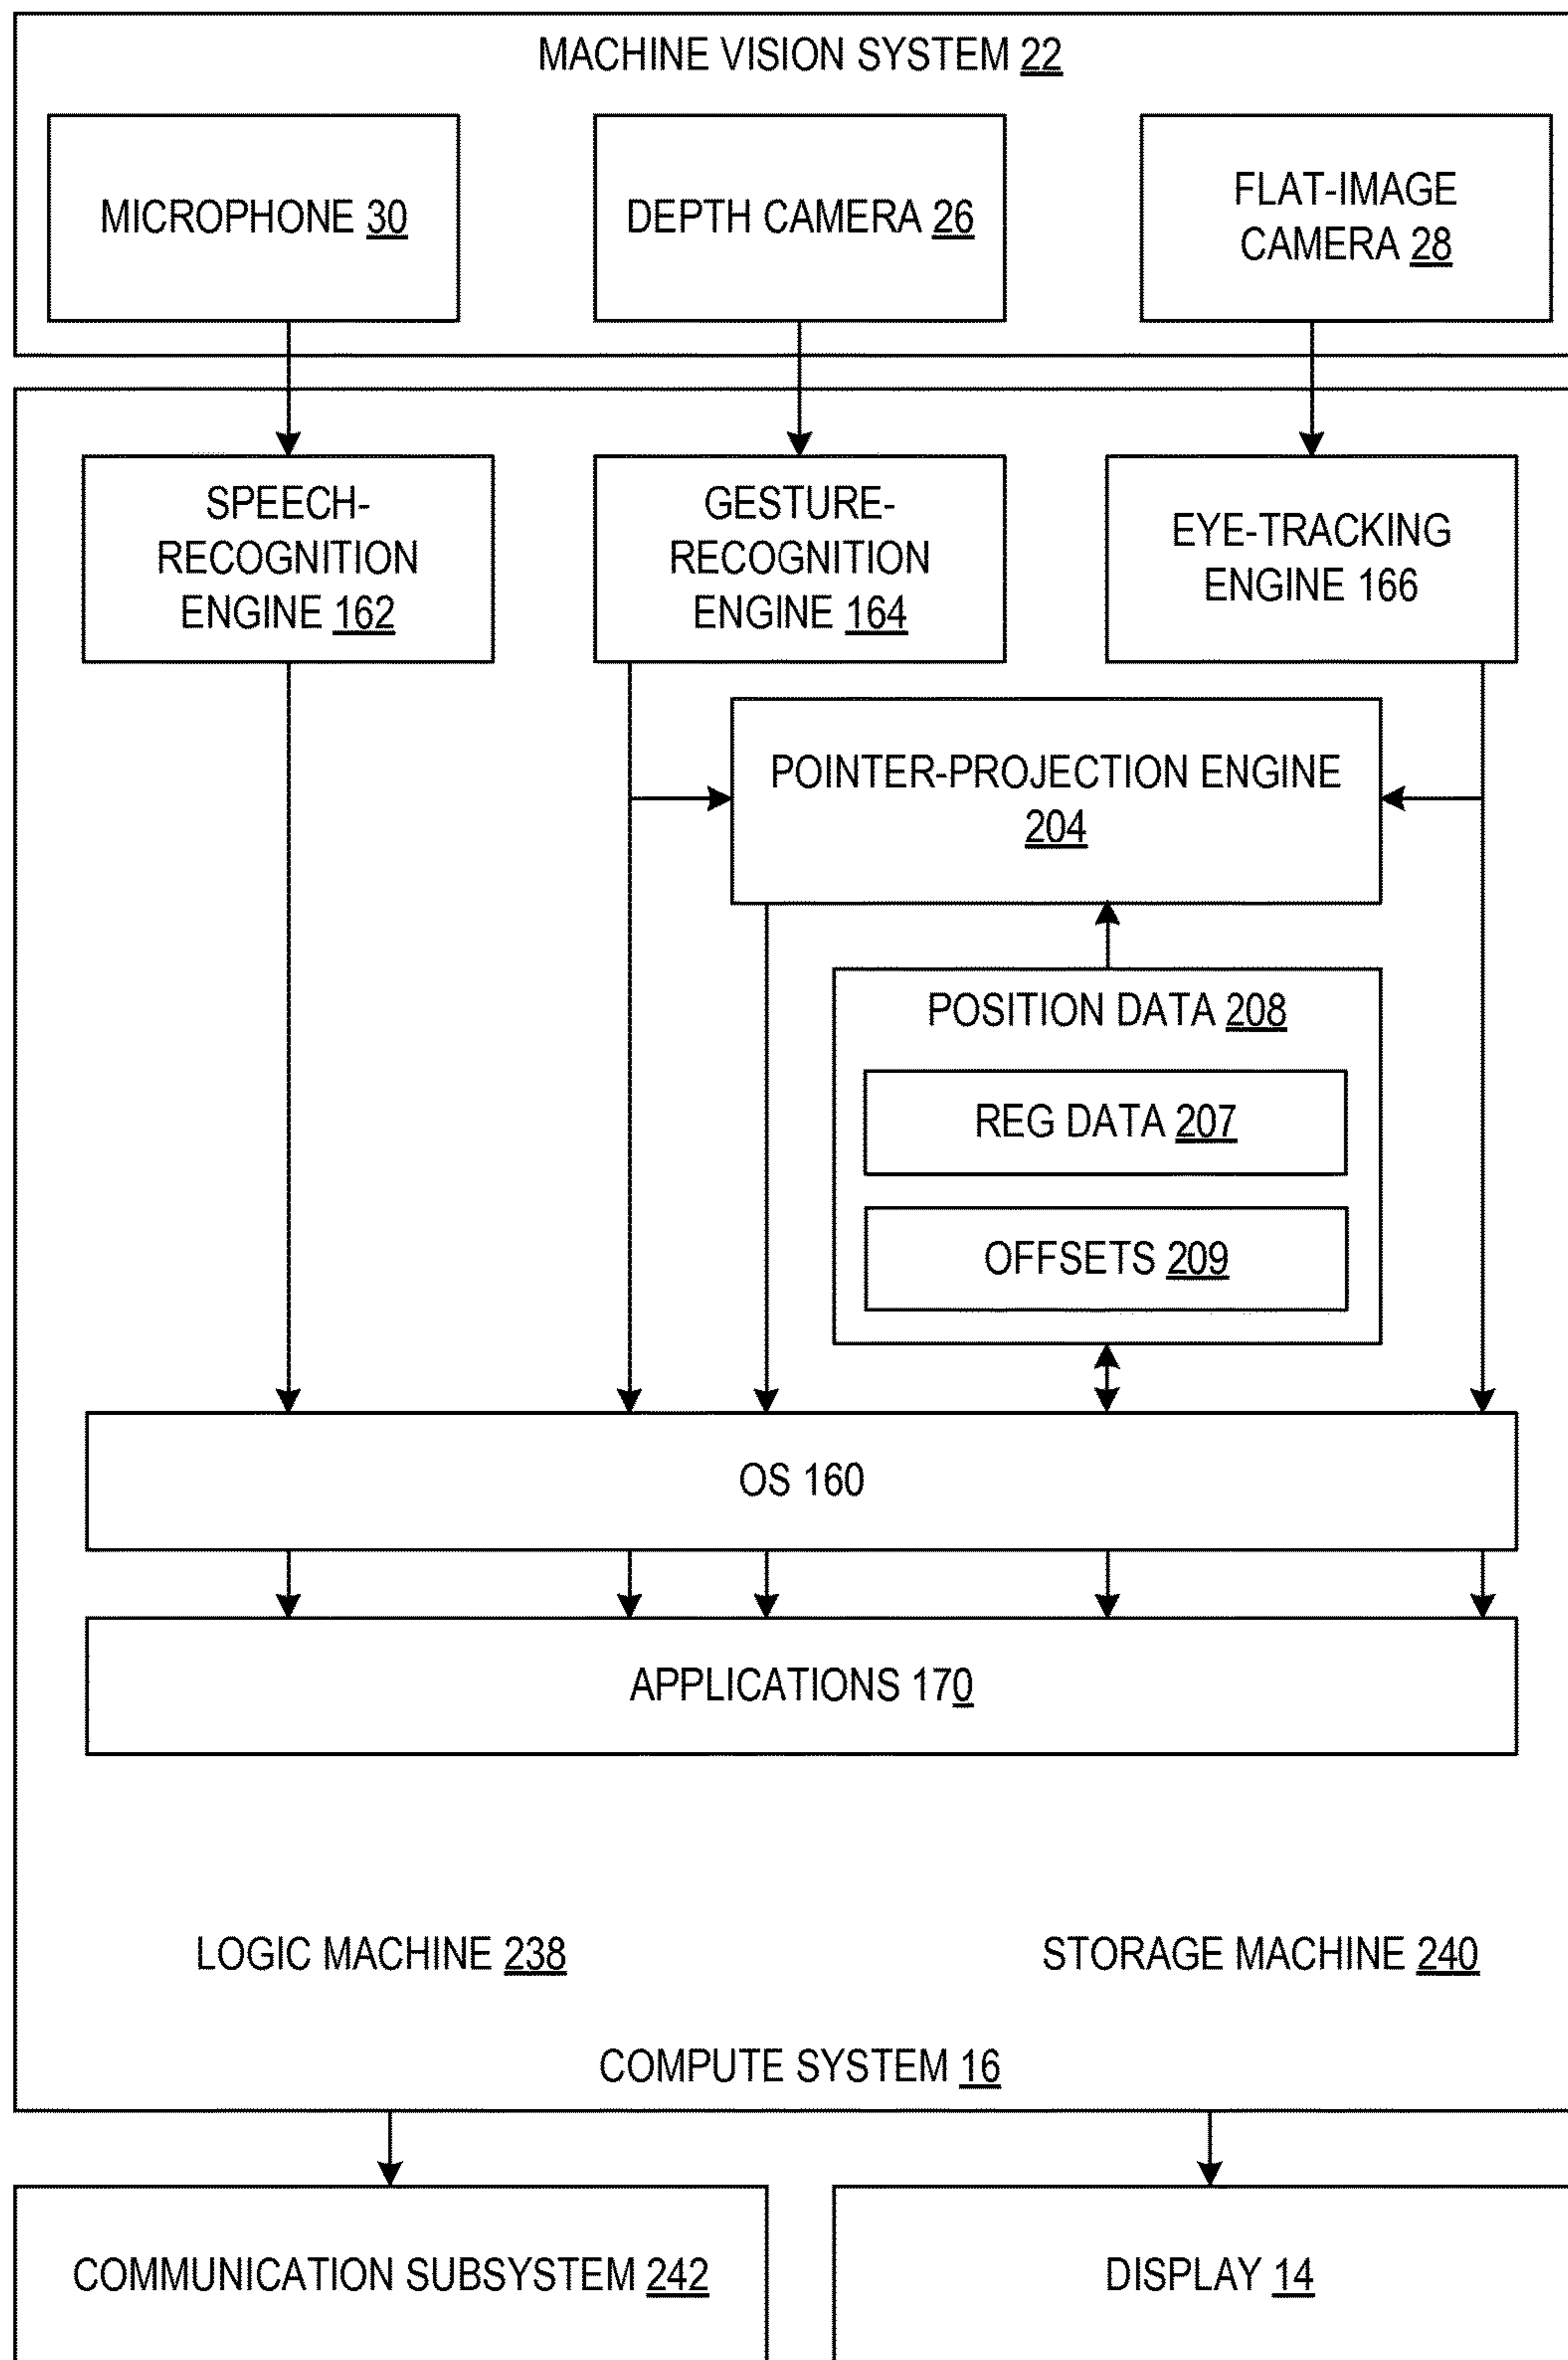 MACHINE VISION SYSTEM 22
MICROPHONE 30
DEPTH CAMERA 26
FLAT-IMAGE
CAMERA 28
SPEECH-
RECOGNITION
ENGINE 162
GESTURE-
RECOGNITION
ENGINE 164
EYE-TRACKING
ENGINE 166
POINTER-PROJECTION ENGINE
204
POSITION DATA 208
REG DATA 207
OFFSETS 209
OS 160
APPLICATIONS 170
LOGIC MACHINE 238
STORAGE MACHINE 240
COMPUTE SYSTEM 16
COMMUNICATION SUBSYSTEM 242
DISPLAY 14